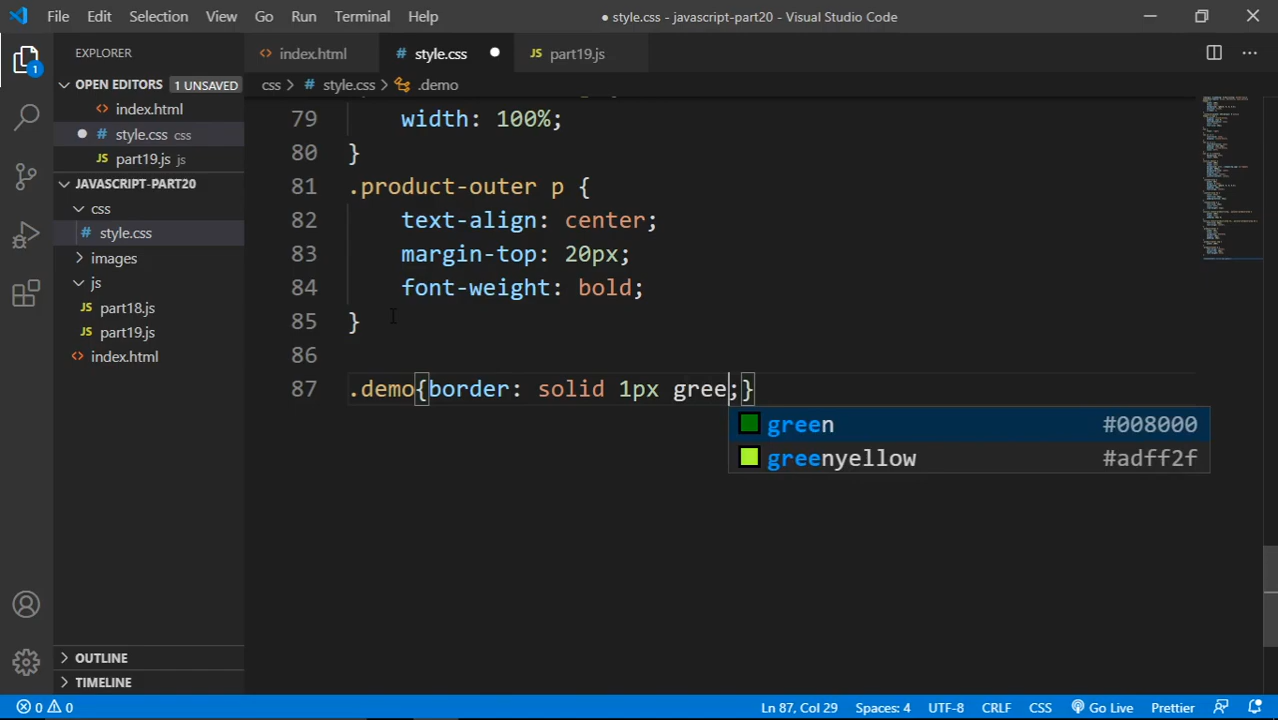 File Edit Selection View Go Run Terminal Help
● style.css - javascript-part20 - Visual Studio Code
EXPLORER
OPEN EDITORS 1 UNSAVED
index.html
style.css css
part19.js js
JAVASCRIPT-PART20
css
style.css
images
js
part18.js
part19.js
index.html
OUTLINE
TIMELINE
1
index.html
style.css
part19.js
css > # style.css > .demo
79 width: 100%;
80 }
81 .product-outer p {
82 text-align: center;
83 margin-top: 20px;
84 font-weight: bold;
85 }
86
87 .demo{border: solid 1px gree;}
green #008000
greenyellow #adff2f
0 0
Ln 87, Col 29 Spaces: 4 UTF-8 CRLF CSS Go Live Prettier